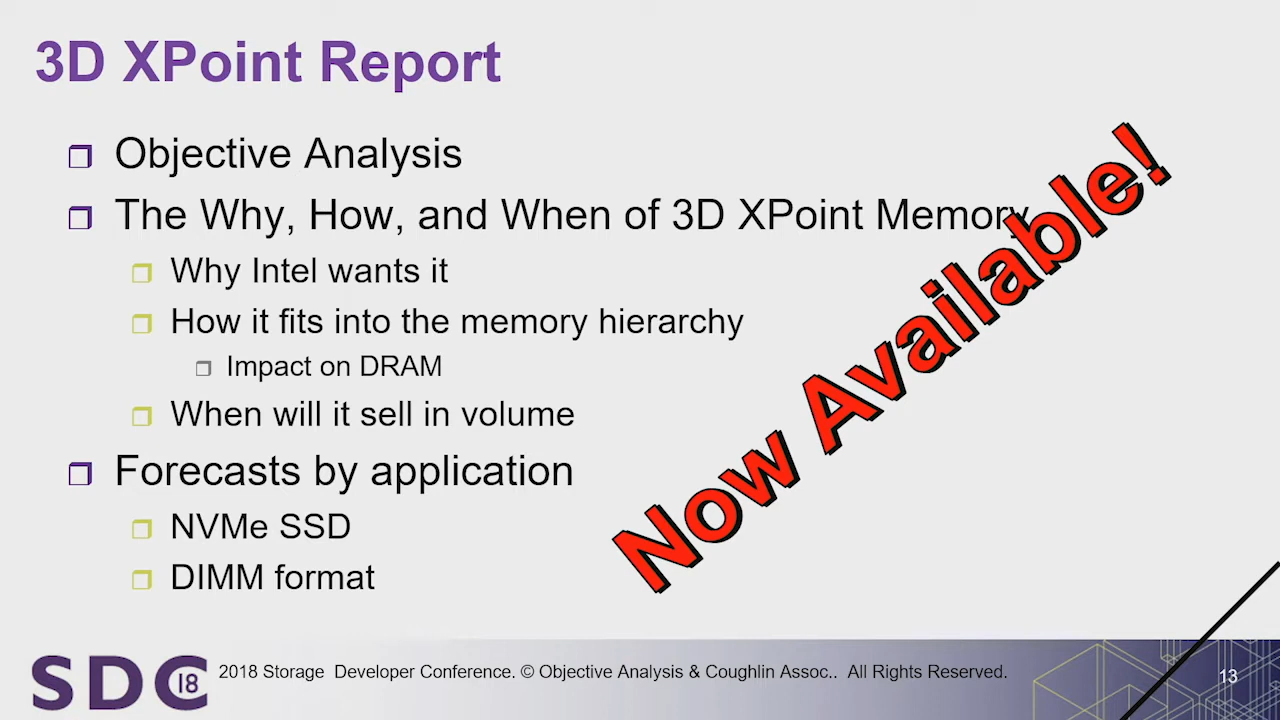 3D XPoint Report
Objective Analysis
The Why, How, and When of 3D XPoint Memory
Why Intel wants it
How it fits into the memory hierarchy
Impact on DRAM
When will it sell in volume
Forecasts by application
NVMe SSD
DIMM format
Now Available!
SDC 18
2018 Storage Developer Conference. © Objective Analysis & Coughlin Assoc.. All Rights Reserved.
13